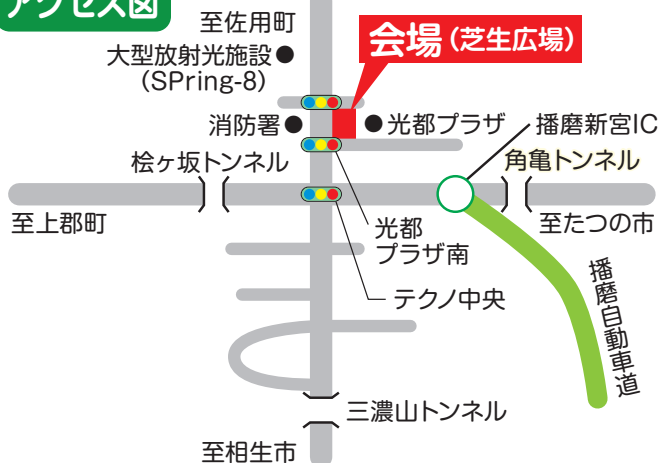 アクセス図
至佐用町
大型放射光施設
(SPring-8)
会場(芝生広場)
消防署
光都プラザ
播磨新宮IC
桧ヶ坂トンネル
角亀トンネル
至上郡町
光都
プラザ南
至たつの市
テクノ中央
播磨自動車道
三濃山トンネル
至相生市